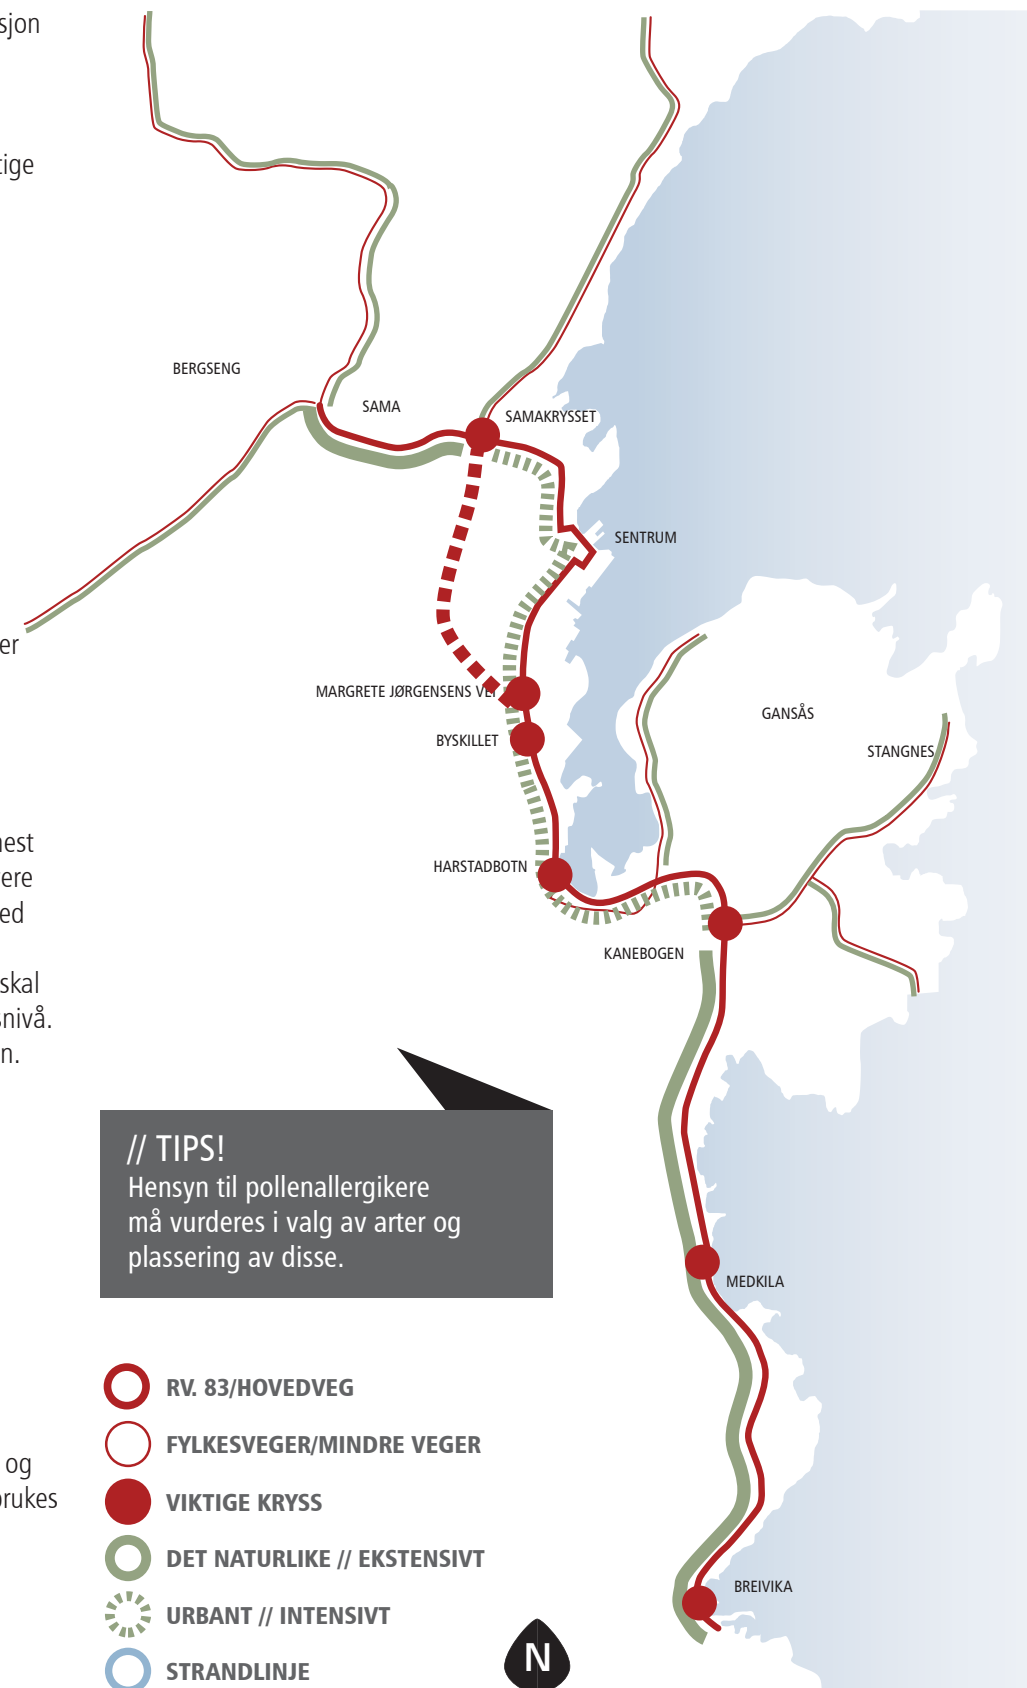 sjon
tige
BERGSENG
SAMA
SAMAKRYSSET
SENTRUM
er
MARGRETE JØRGENSENS VEI
GANSÅS
BYSKILLET
STANGNES
nest
ere
HARSTADBOTN
ed
KANEBOGEN
skal
snivå.
n.
// TIPS!
Hensyn til pollenallergikere
må vurderes i valg av arter og
plassering av disse.
MEDKILA
RV. 83/HOVEDVEG
FYLKESVEGER/MINDRE VEGER
og
brukes
VIKTIGE KRYSS
DET NATURLIKE // EKSTENSIVT
BREIVIKA
URBANT // INTENSIVT
STRANDLINJE
N